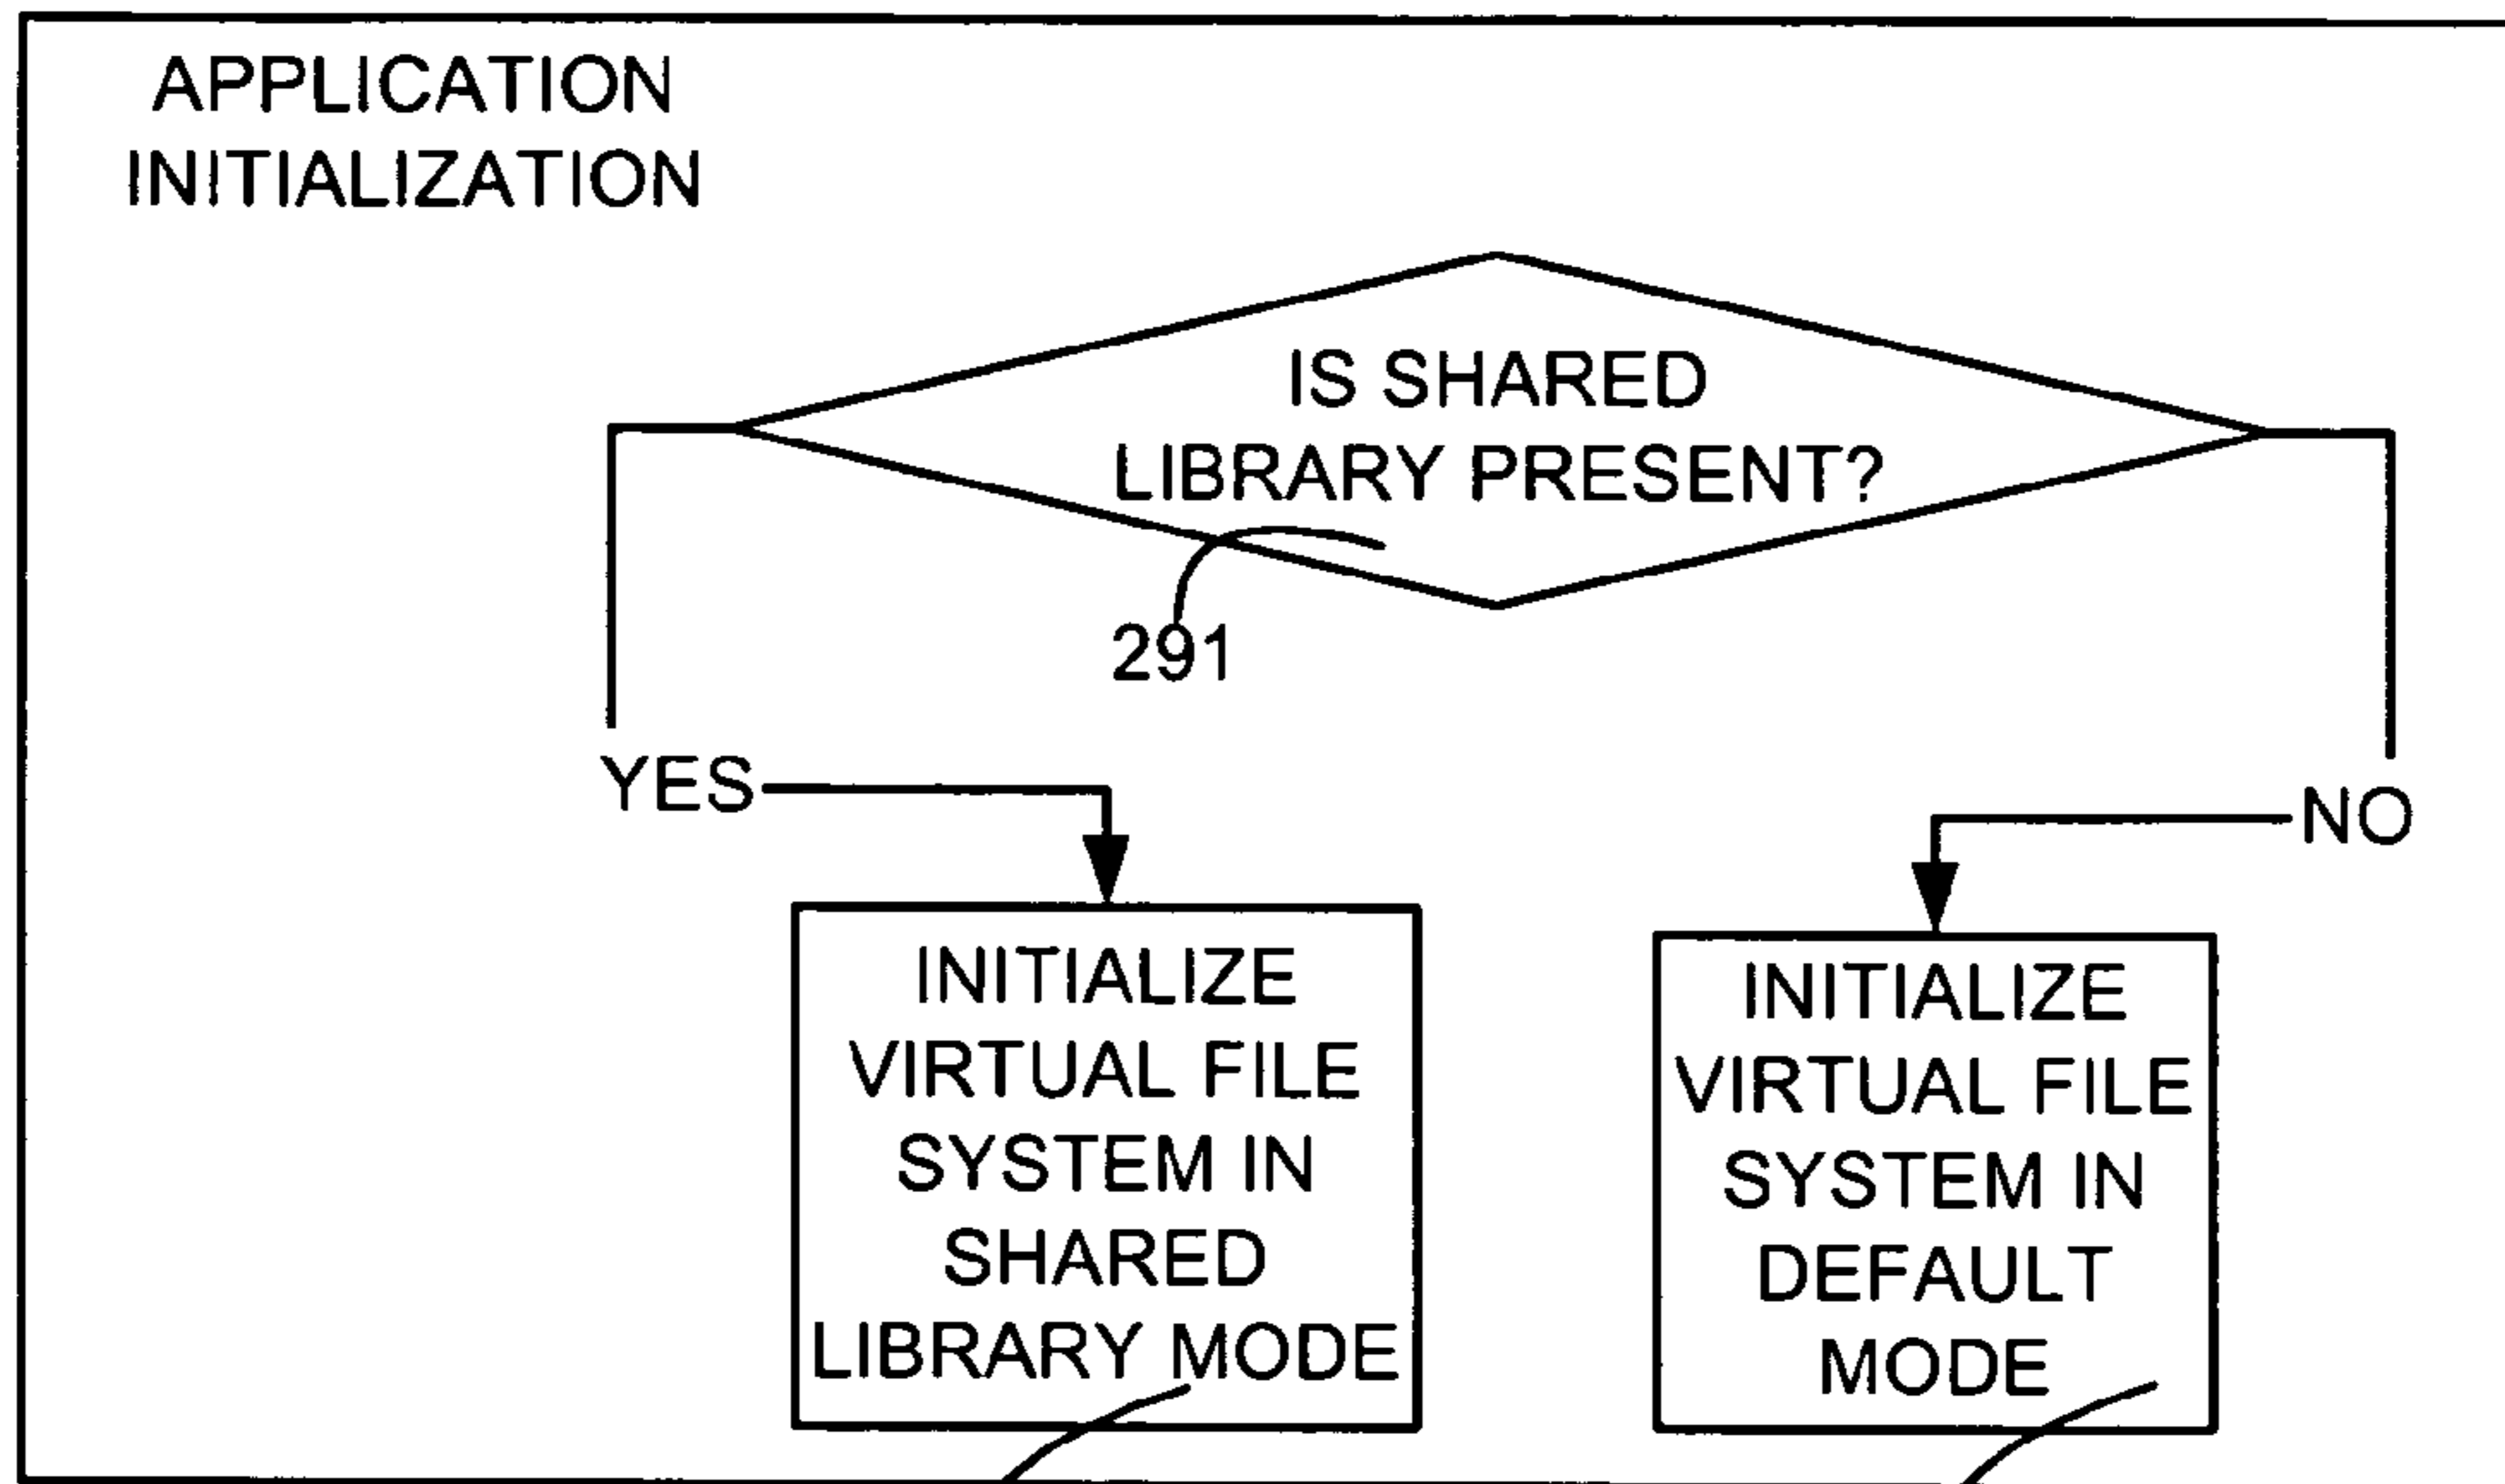 APPLICATION
INITIALIZATION
IS SHARED
LIBRARY PRESENT?
291
YES
NO
INITIALIZE
VIRTUAL FILE
SYSTEM IN
SHARED
LIBRARY MODE
INITIALIZE
VIRTUAL FILE
SYSTEM IN
DEFAULT
MODE